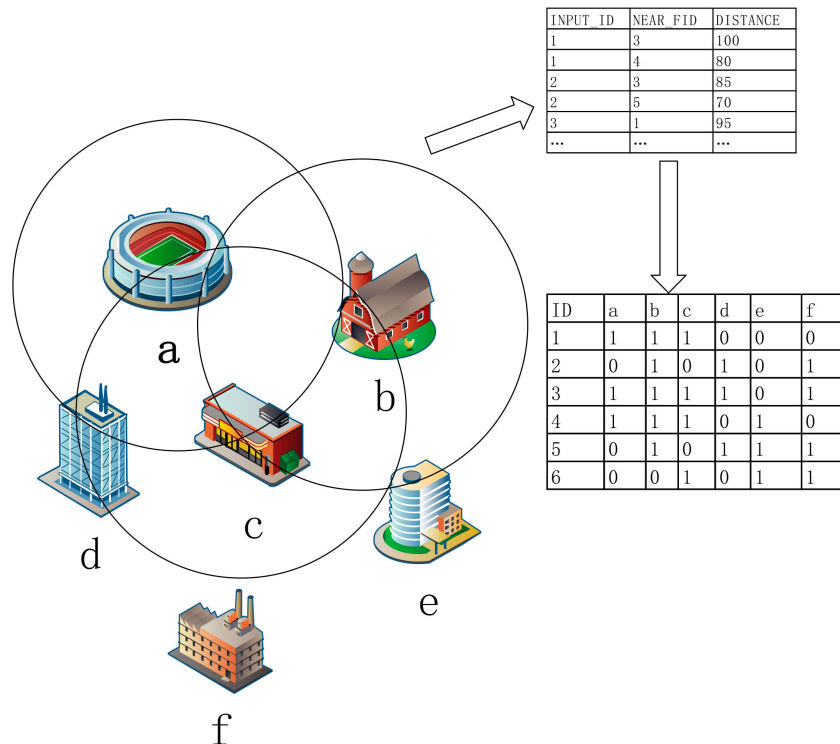 INPUT_ID NEAR_FID DISTANCE
1 3 100
1 4 80
2 3 85
2 5 70
3 1 95
… … …
a
b
c
d
e
f
ID a b c d e f
1 1 1 1 0 0 0
2 0 1 0 1 0 1
3 1 1 1 1 0 1
4 1 1 1 0 1 0
5 0 1 0 1 1 1
6 0 0 1 0 1 1